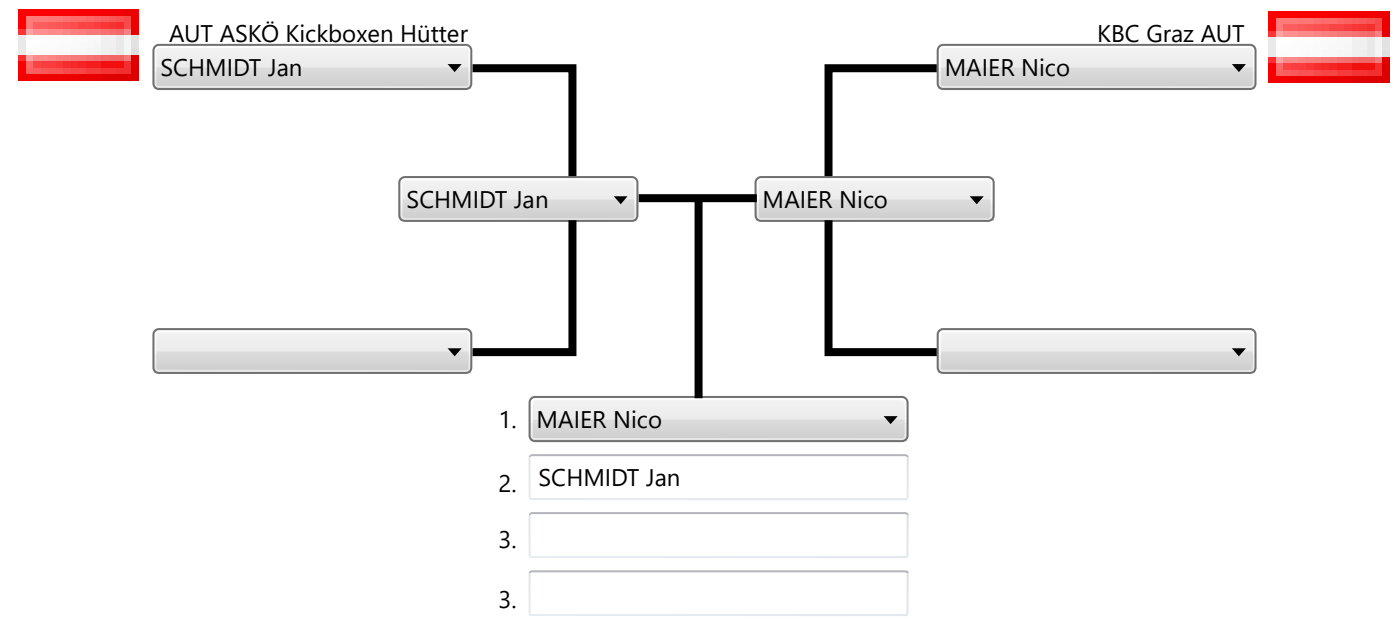 AUT ASKÖ Kickboxen Hütter
KBC Graz AUT
SCHMIDT Jan
MAIER Nico
SCHMIDT Jan
MAIER Nico
1. MAIER Nico
2. SCHMIDT Jan
3.
3.